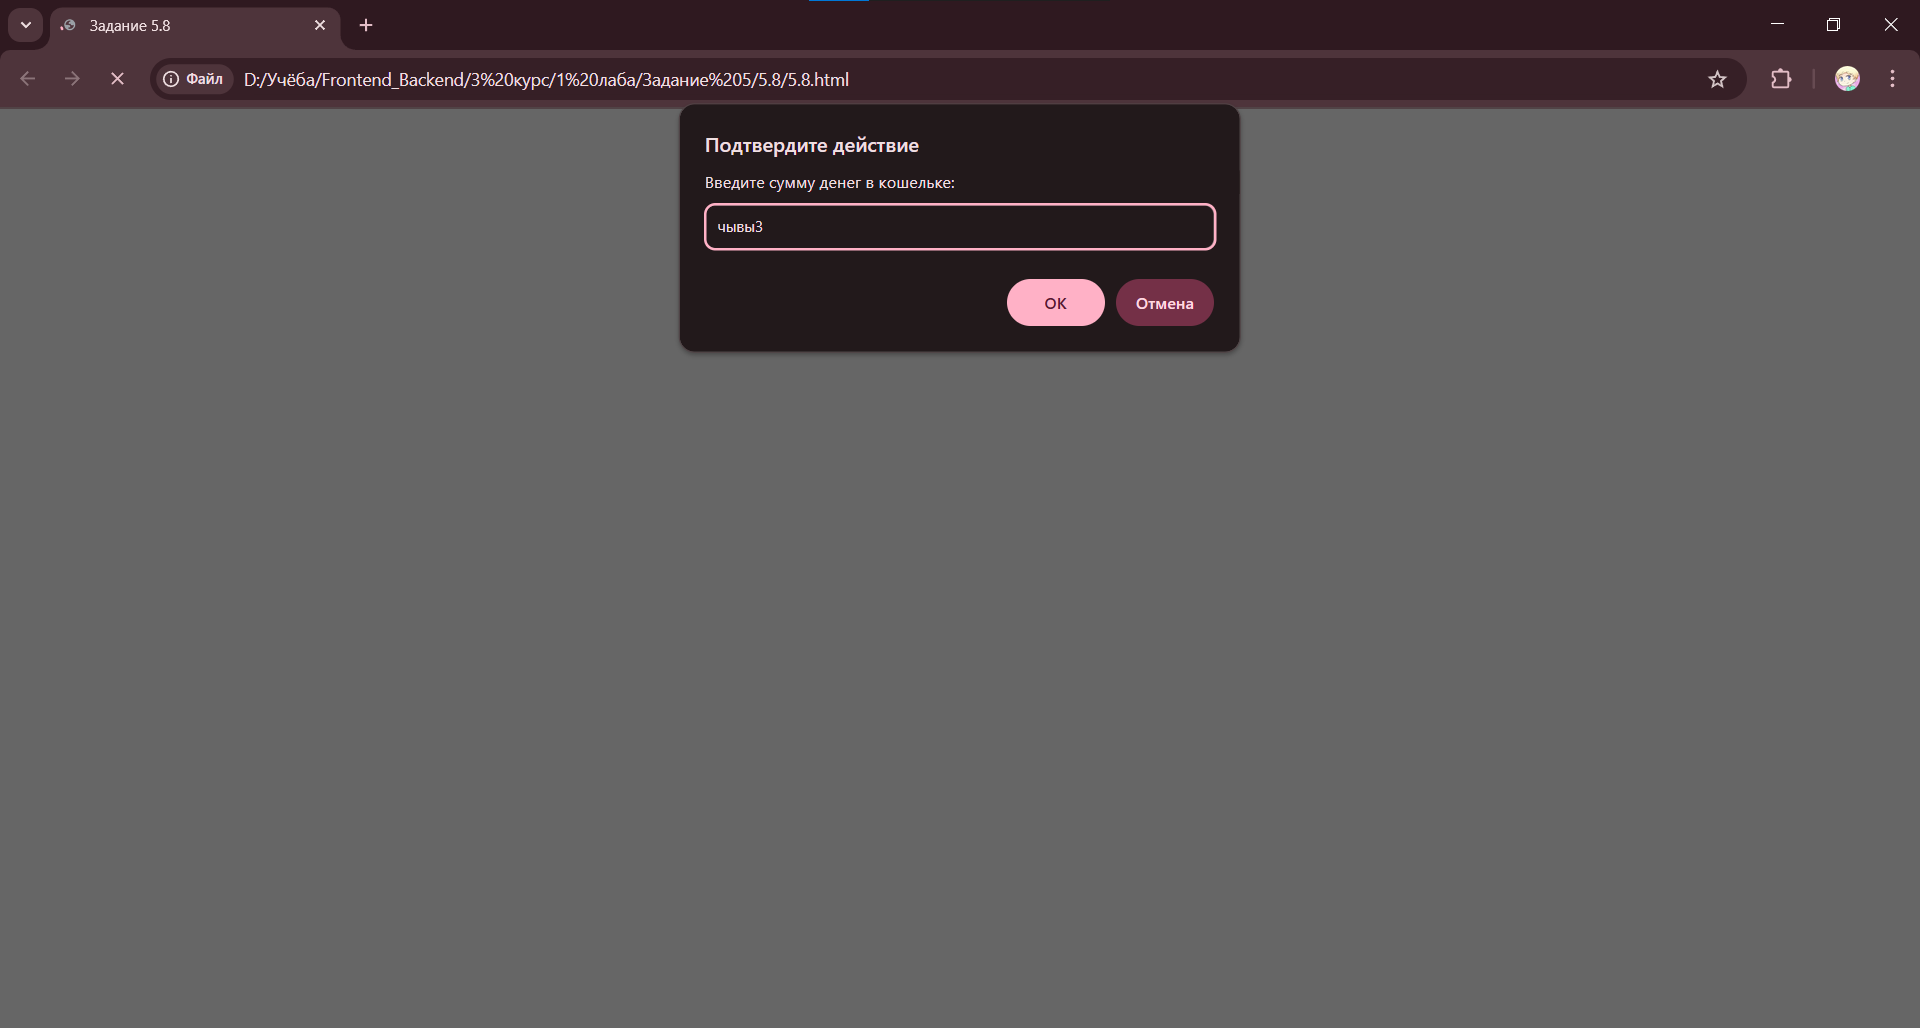 Задание 5.8
Файл D:/Учёба/Frontend_Backend/3%20курс/1%20лаба/Задание%205/5.8/5.8.html
Подтвердите действие
Введите сумму денег в кошельке:
чывы3
ОК Отмена